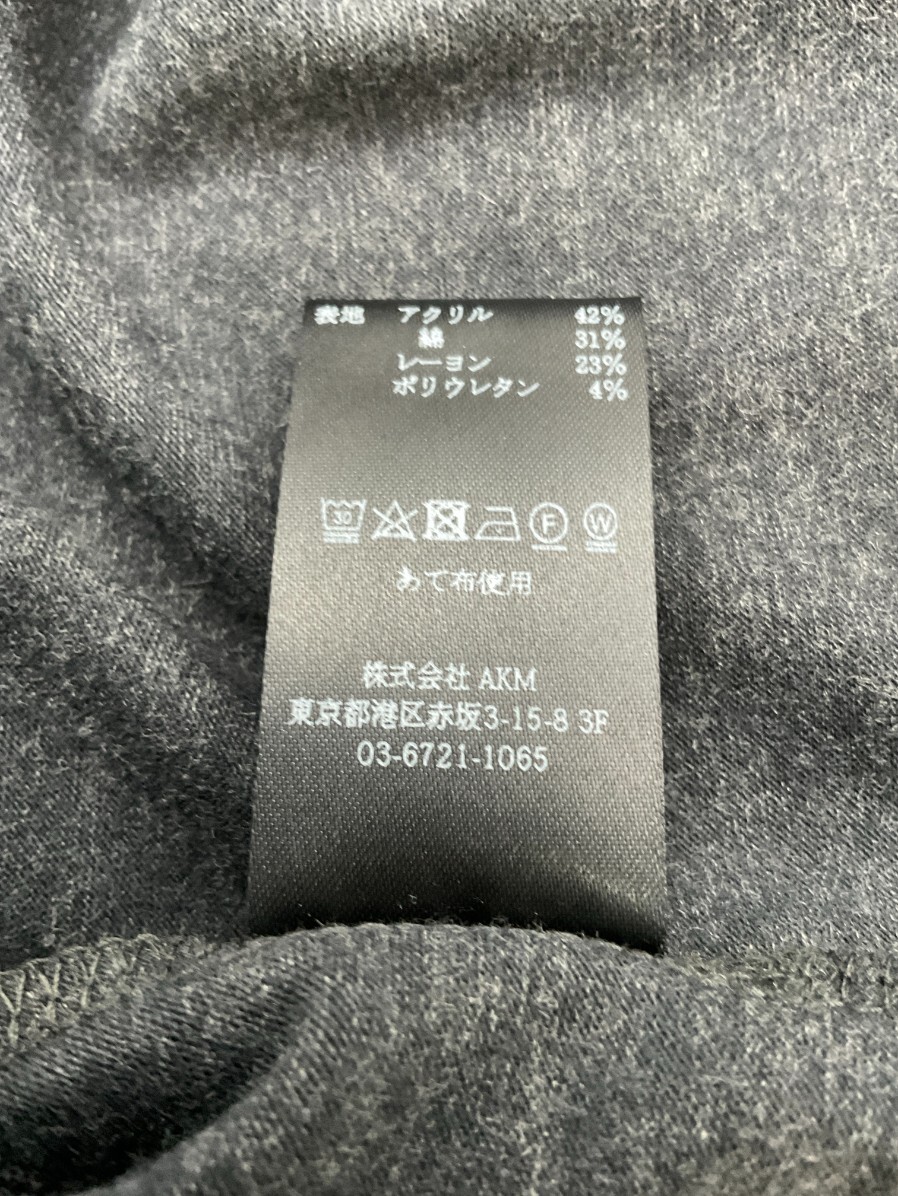 表地 アクリル 42%
綿 31%
レーヨン 23%
ポリウレタン 4%
30 F W
あて布使用
株式会社 AKM
東京都港区赤坂3-15-8 3F
03-6721-1065